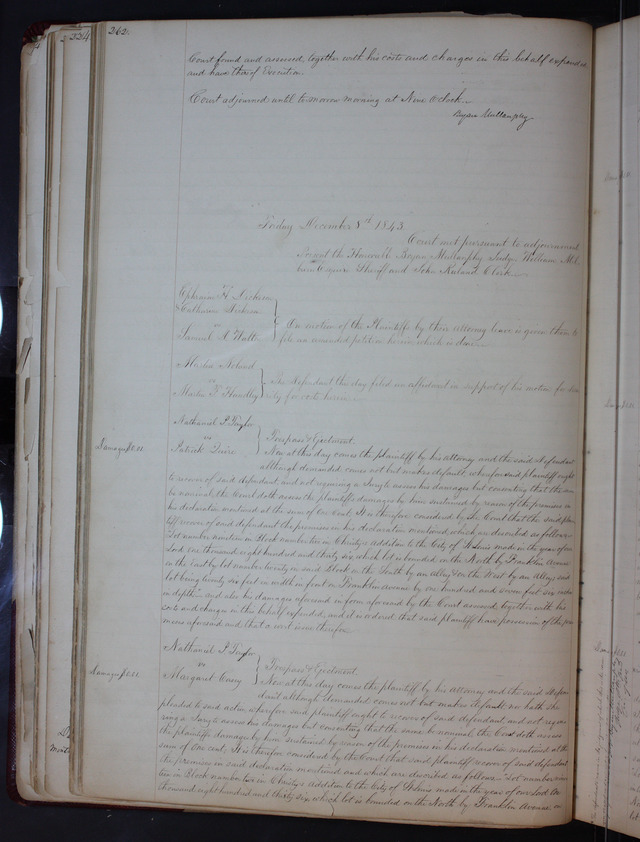 224.
262.
Court found and assessed, together with his costs and charges in this behalf expended
and have thereof Execution.
Court adjourned until tomorrow morning at Nine O'clock.
Bryan Mullanphy
Friday December 8th 1843.
Court met pursuant to adjournment
Present the Honorable Bryan Mullanphy Judge William Mil
burn Esquire Sheriff and John Ruland Clerk
Ephraim H. Dickson
Catharine Dickson
vs
Samuel A
On motion of the Plaintiffs by their attorney leave is given them to
file an amended petition herein which is done
Noland
vs
The Defendant this day filed an affidavit in support of his motion for
rity for costs herein
Nathaniel P. Taylor
vs
Patrick
Damages $0.01
Trespass & Ejectment
Now at this day comes the plaintiff by his attorney and the said defendant
although demanded comes not but makes default, wherefore said plaintiff ought
to recover of said defendant and not requiring a Jury to assess his damages but consenting that the same
be nominal, the Court doth assess the plaintiffs damages by him sustained by reason of the premises in
his declaration mentioned at the sum of One Cent. It is therefore considered by the Court that the said plain
tiff recover of said defendant the premises in his declaration mentioned, which are described as follows
Lot number nineteen in Block number ten in Christy's Addition to the City of St Louis made in the year of our
Lord one thousand eight hundred and thirty six, which lot is bounded on the North by Franklin Avenue
on the East by lot number twenty in said Block on the South by an Alley & on the West by an Alley, said
lot being twenty six feet in width in front on Franklin Avenue by one hundred and seven feet six inches
in depth and also his damages aforesaid in form aforesaid by the Court assessed together with his
costs and charges in this behalf expended, and it is ordered that said plaintiff have possession of the pre
mises aforesaid and that a writ issue therefor
Nathaniel P. Taylor
vs
Margaret Carey
Damages $0.01
Trespass & Ejectment
Now at this day comes the plaintiff by his attorney and the said defen
dant although demanded comes not but makes default nor hath she
pleaded to said action wherefore said plaintiff ought to recover of said defendant and not requi
ring a Jury to assess his damages but consenting that the same be nominal, the Court doth assess
the plaintiffs damages by him sustained by reason of the premises in his declaration mentioned at the
sum of One cent. It is therefore considered by the Court that said plaintiff recover of said defendant
the premises in said declaration mentioned and which are described as follows Lot number nine
teen in Block number ten in Christy's Addition to the City of St Louis made in the year of our Lord one
thousand eight hundred and thirty six, which lot is bounded on the North by Franklin Avenue, on